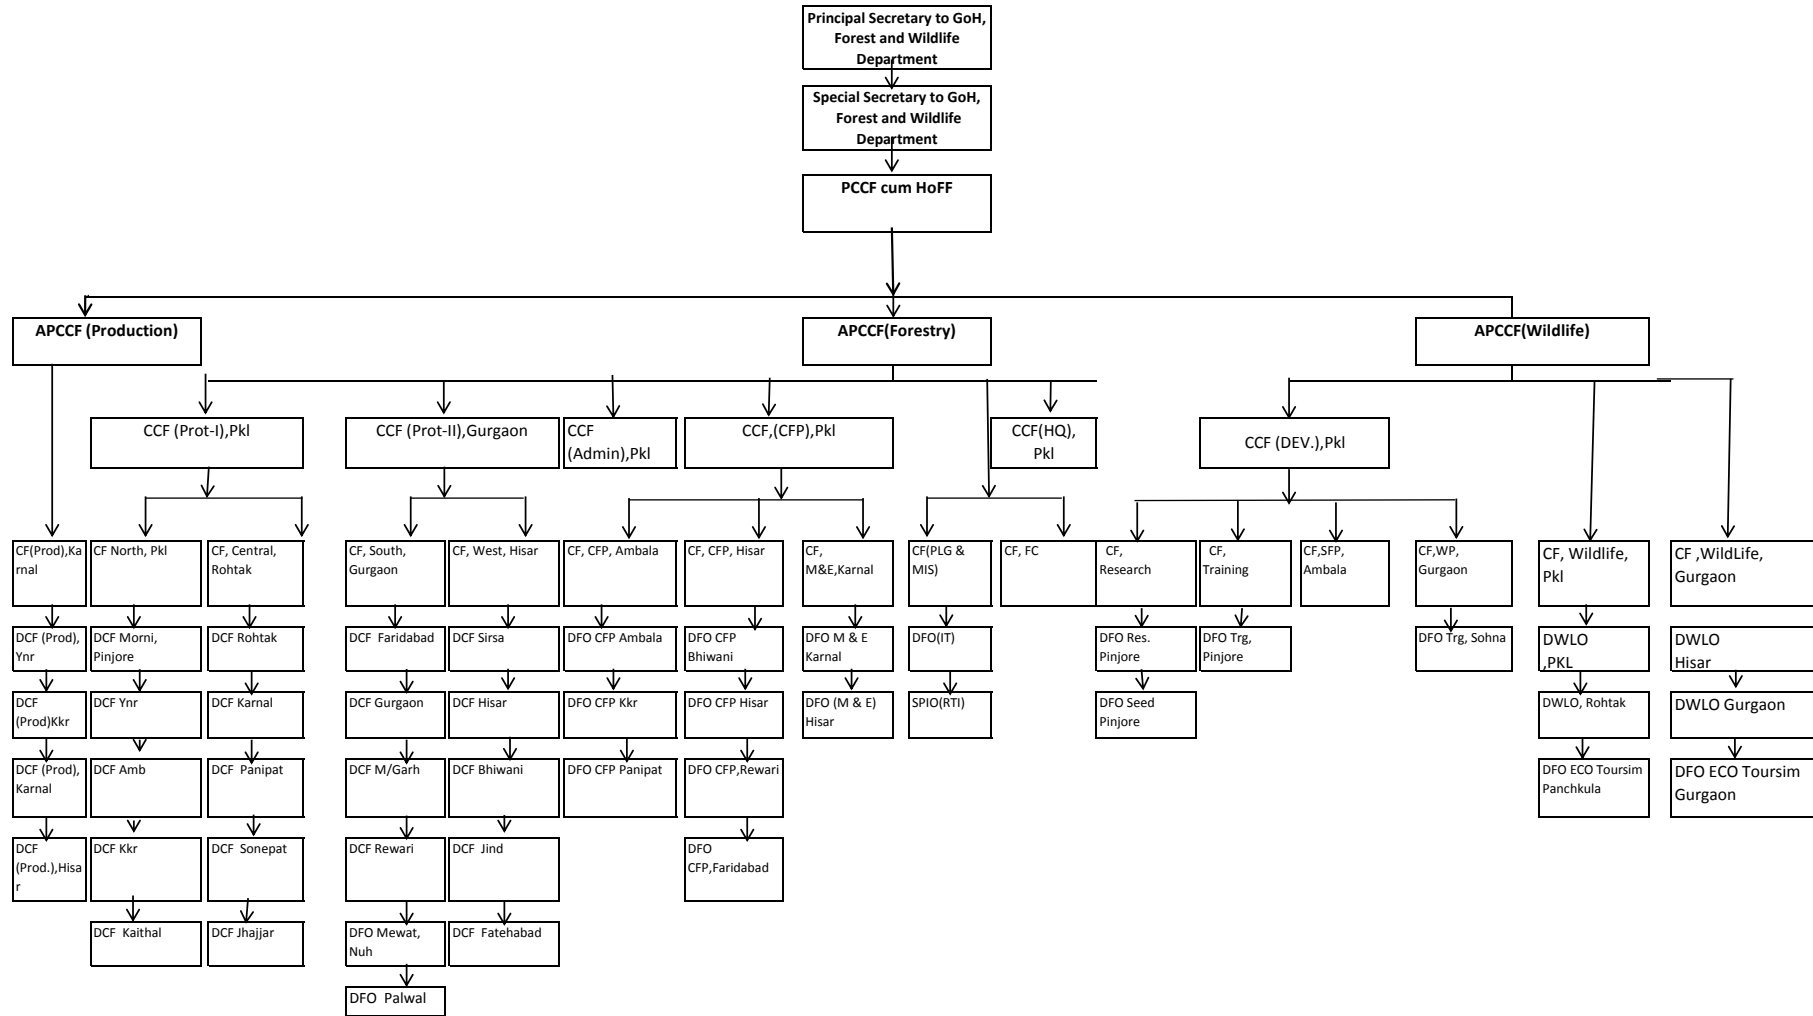 Principal Secretary to GoH,
Forest and Wildlife
Department
Special Secretary to GoH,
Forest and Wildlife
Department
PCCF cum HoFF
APCCF (Production)
APCCF(Forestry)
APCCF(Wildlife)
CCF (Prot-I),Pkl
CCF (Prot-II),Gurgaon
CCF
(Admin),Pkl
CCF,(CFP),Pkl
CCF(HQ),
Pkl
CCF (DEV.),Pkl
CF(Prod),Ka
rnal
CF North, Pkl
CF, Central,
Rohtak
CF, South,
Gurgaon
CF, West, Hisar
CF, CFP, Ambala
CF, CFP, Hisar
CF,
M&E,Karnal
CF(PLG &
MIS)
CF, FC
CF,
Research
CF,
Training
CF,SFP,
Ambala
CF,WP,
Gurgaon
CF, Wildlife,
Pkl
CF ,WildLife,
Gurgaon
DCF (Prod),
Ynr
DCF Morni,
Pinjore
DCF Rohtak
DCF Faridabad
DCF Sirsa
DFO CFP Ambala
DFO CFP
Bhiwani
DFO M & E
Karnal
DFO(IT)
DFO Res.
Pinjore
DFO Trg,
Pinjore
DFO Trg, Sohna
DWLO
,PKL
DWLO
Hisar
DCF
(Prod)Kkr
DCF Ynr
DCF Karnal
DCF Gurgaon
DCF Hisar
DFO CFP Kkr
DFO CFP Hisar
DFO (M & E)
Hisar
SPIO(RTI)
DFO Seed
Pinjore
DWLO, Rohtak
DWLO Gurgaon
DCF (Prod),
Karnal
DCF Amb
DCF Panipat
DCF M/Garh
DCF Bhiwani
DFO CFP Panipat
DFO CFP,Rewari
DFO ECO Toursim
Panchkula
DFO ECO Toursim
Gurgaon
DCF
(Prod.),Hisa
r
DCF Kkr
DCF Sonepat
DCF Rewari
DCF Jind
DFO
CFP,Faridabad
DCF Kaithal
DCF Jhajjar
DFO Mewat,
Nuh
DCF Fatehabad
DFO Palwal